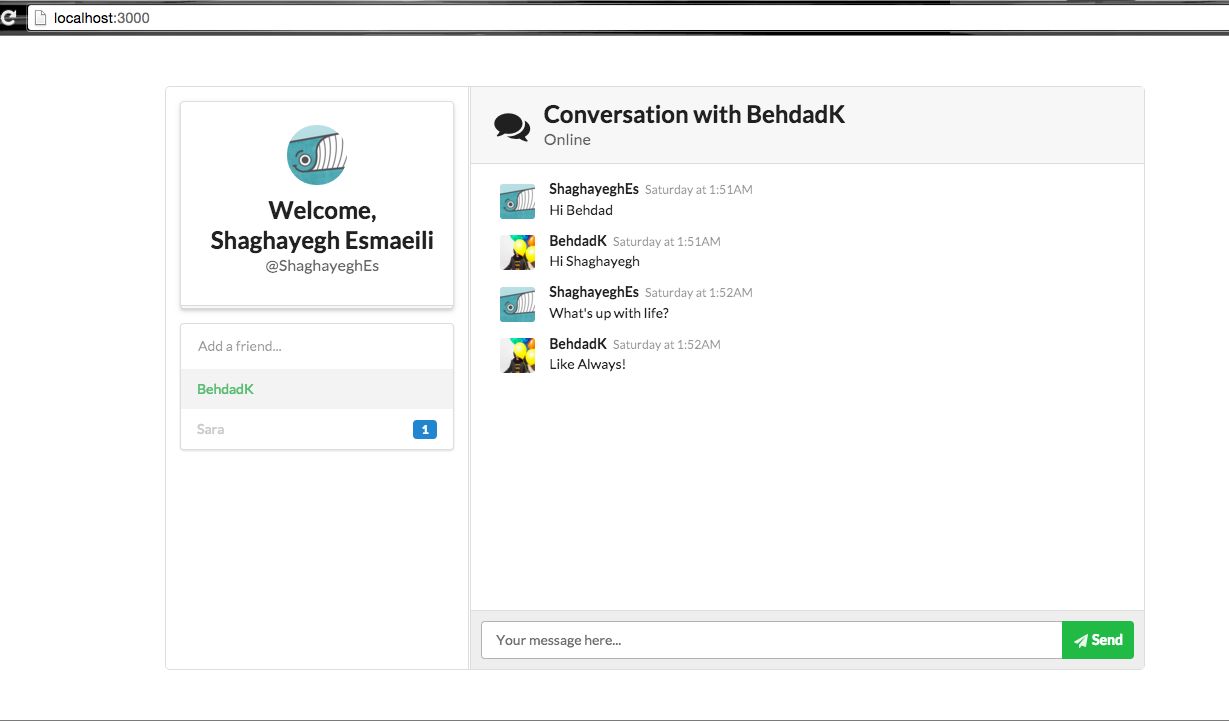 localhost:3000
Welcome,
Shaghayegh Esmaeili
@ShaghayeghEs
Add a friend...
BehdadK
Sara 1
Conversation with BehdadK
Online
ShaghayeghEs Saturday at 1:51AM
Hi Behdad
BehdadK Saturday at 1:51AM
Hi Shaghayegh
ShaghayeghEs Saturday at 1:52AM
What's up with life?
BehdadK Saturday at 1:52AM
Like Always!
Your message here... Send